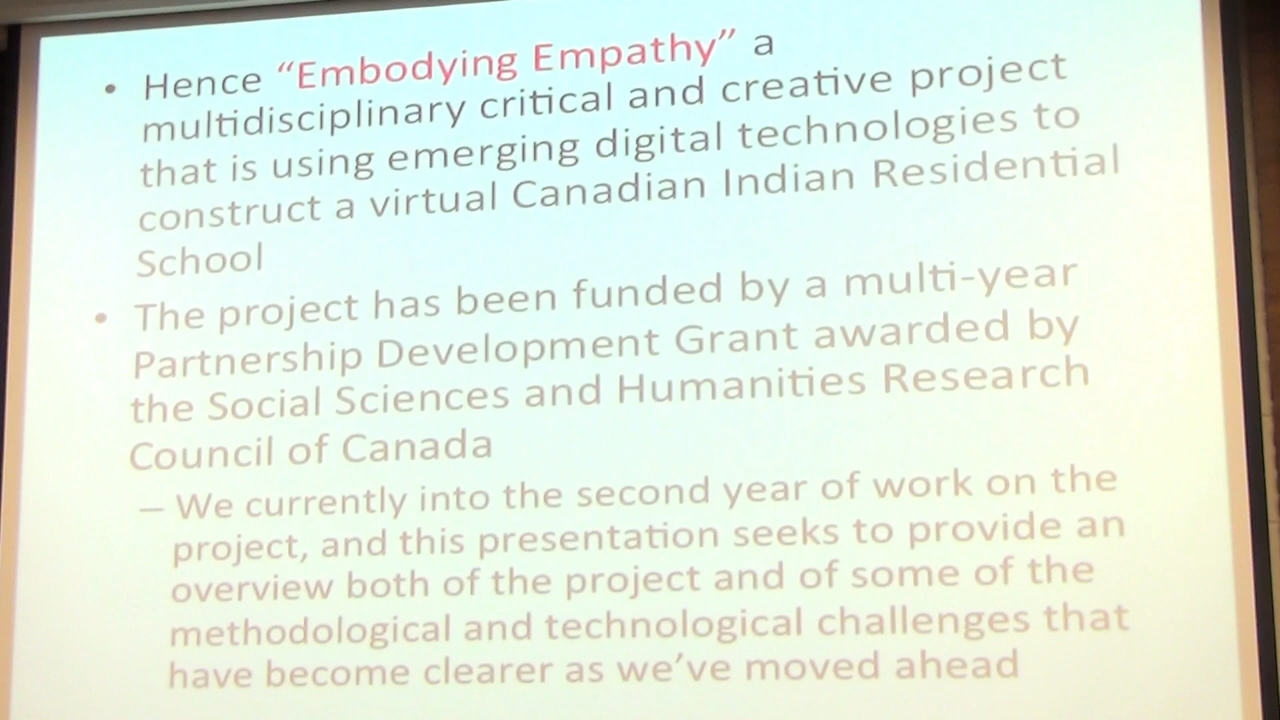 • Hence “Embodying Empathy” a
multidisciplinary critical and creative project
that is using emerging digital technologies to
construct a virtual Canadian Indian Residential
School
• The project has been funded by a multi-year
Partnership Development Grant awarded by
the Social Sciences and Humanities Research
Council of Canada
– We currently into the second year of work on the
project, and this presentation seeks to provide an
overview both of the project and of some of the
methodological and technological challenges that
have become clearer as we’ve moved ahead